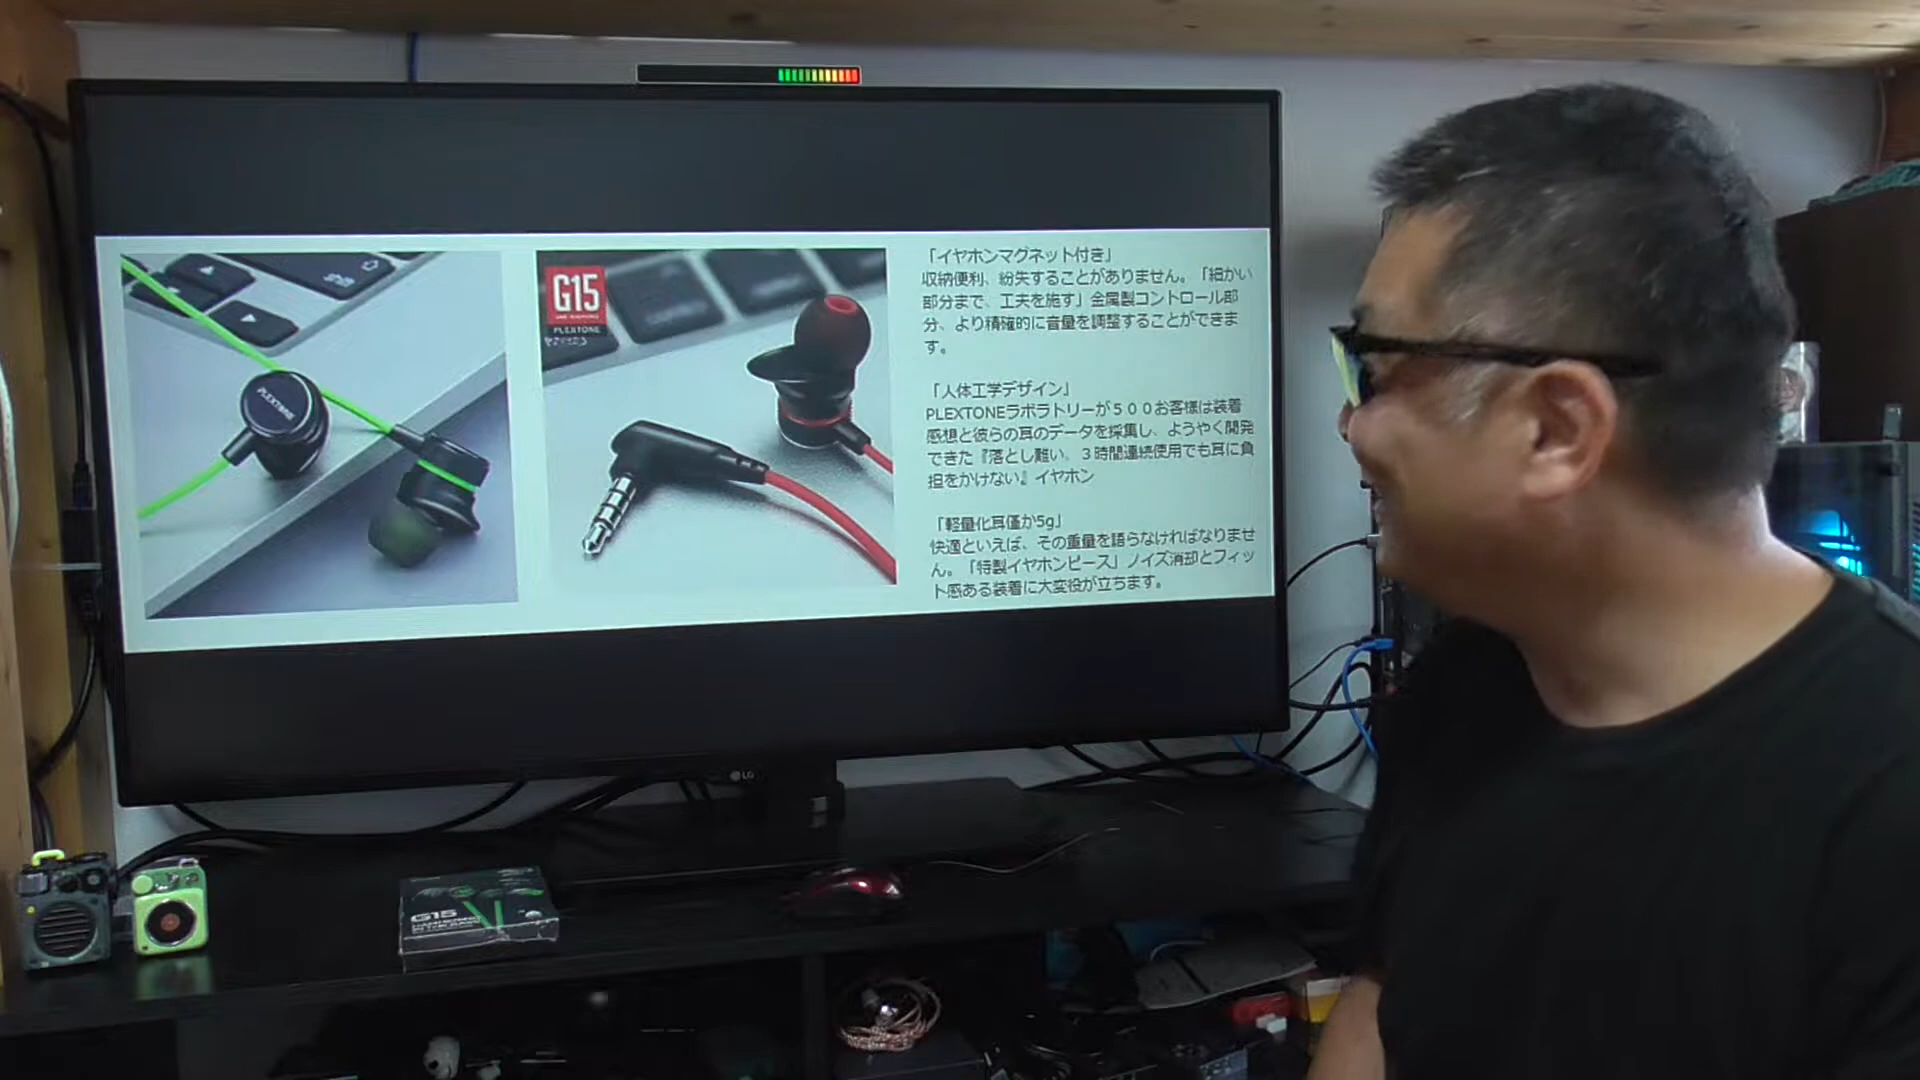 PLEXTONE
G15
PLEXTONE
「イヤホンマグネット付き」
収納便利、紛失することがありません。「細かい
部分まで、工夫を施す」金属製コントロール部
分、より精確的に音量を調整することができま
す。
「人体工学デザイン」
PLEXTONEラボラトリーが５００お客様は装着
感想と彼らの耳のデータを採集し、ようやく開発
できた『落とし難い、３時間連続使用でも耳に負
担をかけない』イヤホン
「軽量化耳僅か5g」
快適といえば、その重量を語らなければなりませ
ん。「特製イヤホンピース」ノイズ消却とフィッ
ト感ある装着に大変役が立ちます。
LG
G15